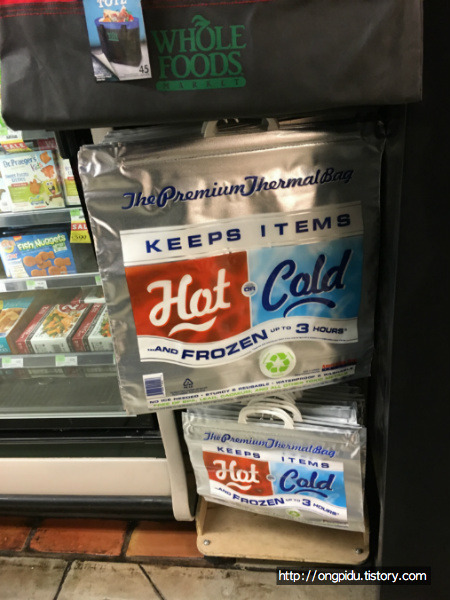 TOTE
45
WHOLE
FOODS
MARKET
Dr.Praeger's
Fish Nuggets
The Premium Thermal Bag
KEEPS ITEMS
Hot OR Cold
...AND FROZEN UP TO 3 HOURS*
The Premium Thermal Bag
KEEPS ITEMS
Hot OR Cold
...AND FROZEN UP TO 3 HOURS*
http://ongpidu.tistory.com